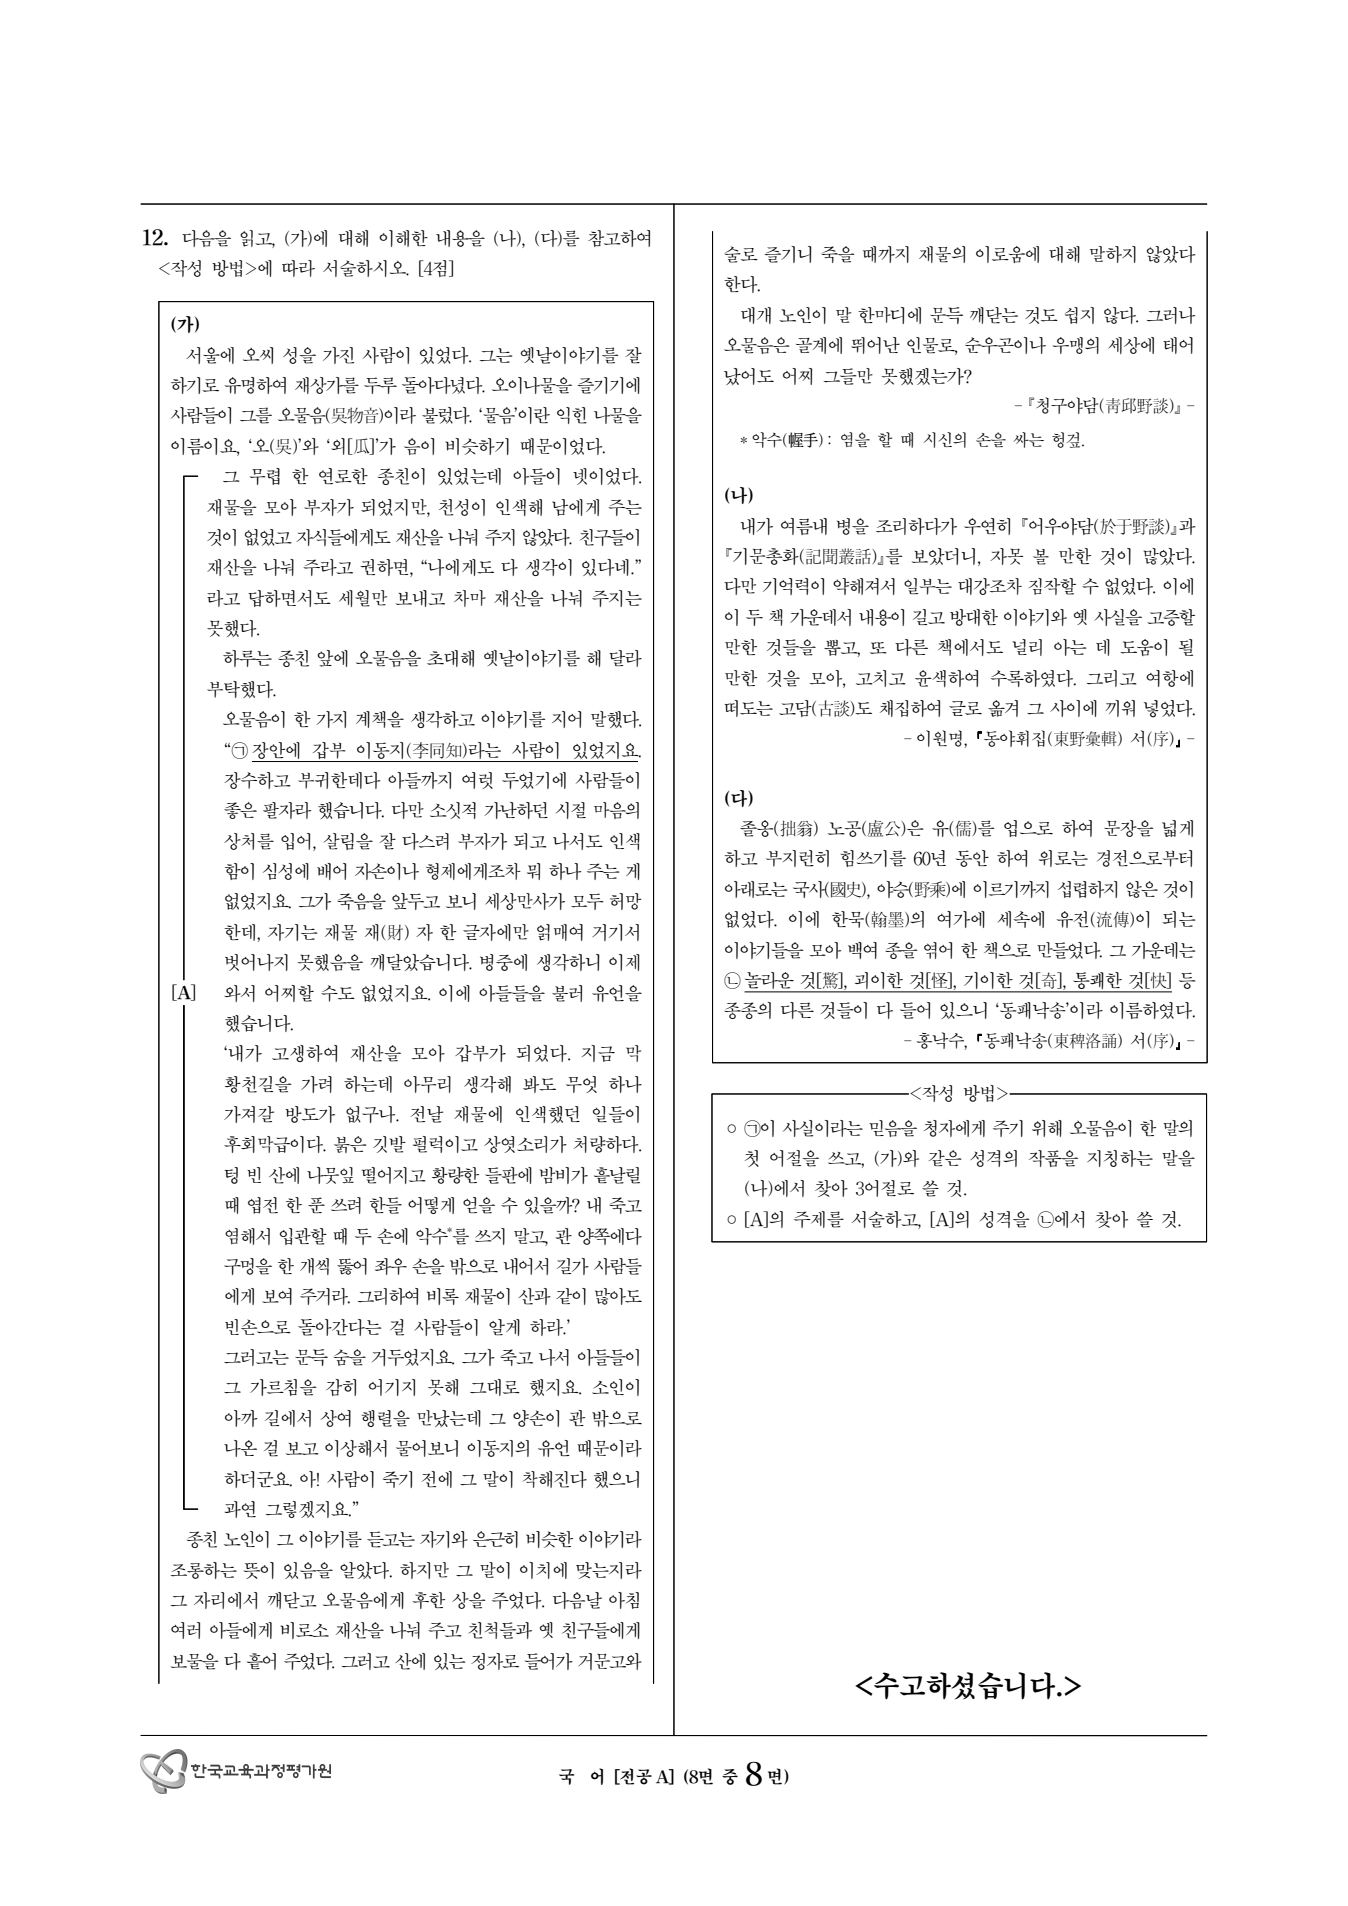 12. 다음을 읽고, (가)에 대해 이해한 내용을 (나), (다)를 참고하여
<작성 방법>에 따라 서술하시오. [4점]
(가)
서울에 오씨 성을 가진 사람이 있었다. 그는 옛날이야기를 잘
하기로 유명하여 재상가를 두루 돌아다녔다. 오이나물을 즐기기에
사람들이 그를 오물음(吳物音)이라 불렀다. ‘물음’이란 익힌 나물을
이름이요, ‘오(吳)’와 ‘외[瓜]’가 음이 비슷하기 때문이었다.
그 무렵 한 연로한 종친이 있었는데 아들이 넷이었다.
재물을 모아 부자가 되었지만, 천성이 인색해 남에게 주는
것이 없었고 자식들에게도 재산을 나눠 주지 않았다. 친구들이
재산을 나눠 주라고 권하면, “나에게도 다 생각이 있다네.”
라고 답하면서도 세월만 보내고 차마 재산을 나눠 주지는
못했다.
하루는 종친 앞에 오물음을 초대해 옛날이야기를 해 달라
부탁했다.
오물음이 한 가지 계책을 생각하고 이야기를 지어 말했다.
“㉠장안에 갑부 이동지(李同知)라는 사람이 있었지요.
장수하고 부귀한데다 아들까지 여럿 두었기에 사람들이
좋은 팔자라 했습니다. 다만 소싯적 가난하던 시절 마음의
상처를 입어, 살림을 잘 다스려 부자가 되고 나서도 인색
함이 심성에 배어 자손이나 형제에게조차 뭐 하나 주는 게
없었지요. 그가 죽음을 앞두고 보니 세상만사가 모두 허망
한데, 자기는 재물 재(財) 자 한 글자에만 얽매여 거기서
벗어나지 못했음을 깨달았습니다. 병중에 생각하니 이제
[A] 와서 어찌할 수도 없었지요. 이에 아들들을 불러 유언을
했습니다.
‘내가 고생하여 재산을 모아 갑부가 되었다. 지금 막
황천길을 가려 하는데 아무리 생각해 봐도 무엇 하나
가져갈 방도가 없구나. 전날 재물에 인색했던 일들이
후회막급이다. 붉은 깃발 펄럭이고 상엿소리가 처량하다.
텅 빈 산에 나뭇잎 떨어지고 황량한 들판에 밤비가 흩날릴
때 엽전 한 푼 쓰려 한들 어떻게 얻을 수 있을까? 내 죽고
염해서 입관할 때 두 손에 악수*를 쓰지 말고, 관 양쪽에다
구멍을 한 개씩 뚫어 좌우 손을 밖으로 내어서 길가 사람들
에게 보여 주거라. 그리하여 비록 재물이 산과 같이 많아도
빈손으로 돌아간다는 걸 사람들이 알게 하라.’
그러고는 문득 숨을 거두었지요. 그가 죽고 나서 아들들이
그 가르침을 감히 어기지 못해 그대로 했지요. 소인이
아까 길에서 상여 행렬을 만났는데 그 양손이 관 밖으로
나온 걸 보고 이상해서 물어보니 이동지의 유언 때문이라
하더군요. 아! 사람이 죽기 전에 그 말이 착해진다 했으니
과연 그렇겠지요.”
종친 노인이 그 이야기를 듣고는 자기와 은근히 비슷한 이야기라
조롱하는 뜻이 있음을 알았다. 하지만 그 말이 이치에 맞는지라
그 자리에서 깨닫고 오물음에게 후한 상을 주었다. 다음날 아침
여러 아들에게 비로소 재산을 나눠 주고 친척들과 옛 친구들에게
보물을 다 흩어 주었다. 그러고 산에 있는 정자로 들어가 거문고와
술로 즐기니 죽을 때까지 재물의 이로움에 대해 말하지 않았다
한다.
대개 노인이 말 한마디에 문득 깨닫는 것도 쉽지 않다. 그러나
오물음은 골계에 뛰어난 인물로, 순우곤이나 우맹의 세상에 태어
났어도 어찌 그들만 못했겠는가?
-『청구야담(靑邱野談)』-
* 악수(幄手) : 염을 할 때 시신의 손을 싸는 헝겊.
(나)
내가 여름내 병을 조리하다가 우연히『어우야담(於于野談)』과
『기문총화(記聞叢話)』를 보았더니, 자못 볼 만한 것이 많았다.
다만 기억력이 약해져서 일부는 대강조차 짐작할 수 없었다. 이에
이 두 책 가운데서 내용이 길고 방대한 이야기와 옛 사실을 고증할
만한 것들을 뽑고, 또 다른 책에서도 널리 아는 데 도움이 될
만한 것을 모아, 고치고 윤색하여 수록하였다. 그리고 여항에
떠도는 고담(古談)도 채집하여 글로 옮겨 그 사이에 끼워 넣었다.
- 이원명,「동야휘집(東野彙輯) 서(序)」-
(다)
졸옹(拙翁) 노공(盧公)은 유(儒)를 업으로 하여 문장을 넓게
하고 부지런히 힘쓰기를 60년 동안 하여 위로는 경전으로부터
아래로는 국사(國史), 야승(野乘)에 이르기까지 섭렵하지 않은 것이
없었다. 이에 한묵(翰墨)의 여가에 세속에 유전(流傳)이 되는
이야기들을 모아 백여 종을 엮어 한 책으로 만들었다. 그 가운데는
㉡놀라운 것[驚], 괴이한 것[怪], 기이한 것[奇], 통쾌한 것[快] 등
종종의 다른 것들이 다 들어 있으니 ‘동패낙송’이라 이름하였다.
- 홍낙수,「동패낙송(東稗洛誦) 서(序)」-
<작성 방법>
○ ㉠이 사실이라는 믿음을 청자에게 주기 위해 오물음이 한 말의
첫 어절을 쓰고, (가)와 같은 성격의 작품을 지칭하는 말을
(나)에서 찾아 3어절로 쓸 것.
○ [A]의 주제를 서술하고, [A]의 성격을 ㉡에서 찾아 쓸 것.
<수고하셨습니다.>
한국교육과정평가원
국 어 [전공 A] (8면 중 8면)